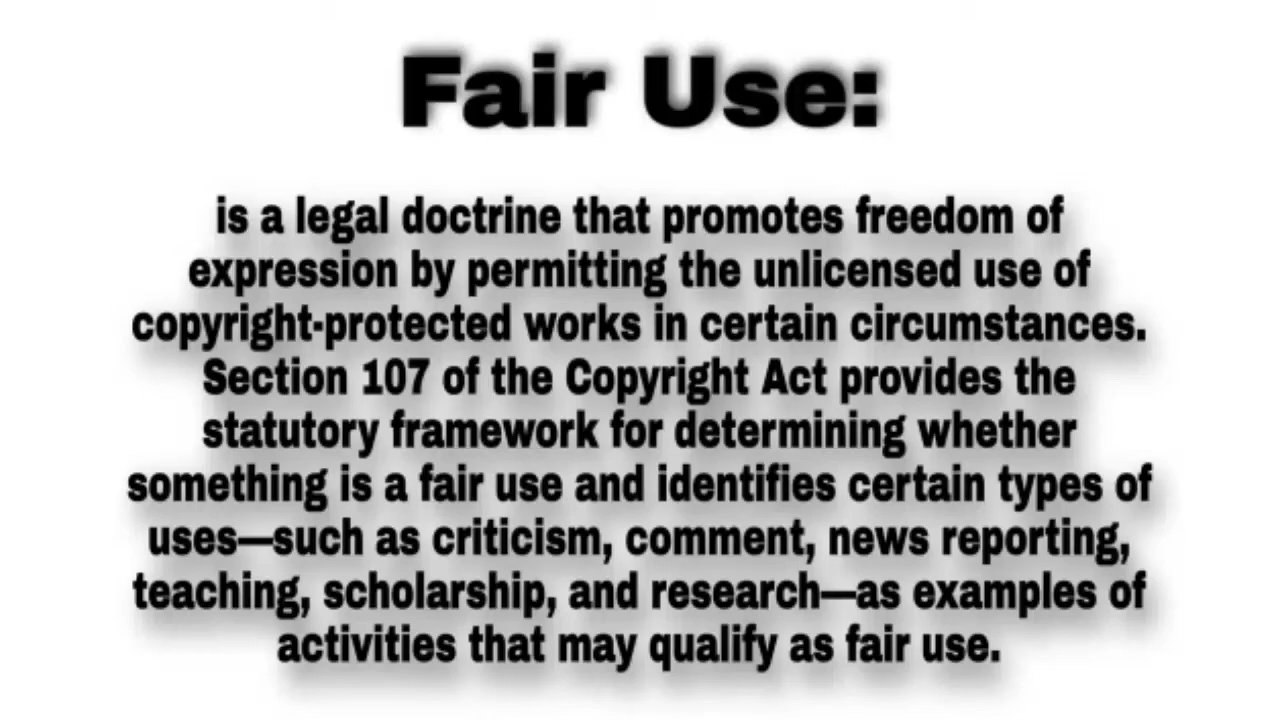 Fair Use:
is a legal doctrine that promotes freedom of
expression by permitting the unlicensed use of
copyright-protected works in certain circumstances.
Section 107 of the Copyright Act provides the
statutory framework for determining whether
something is a fair use and identifies certain types of
uses—such as criticism, comment, news reporting,
teaching, scholarship, and research—as examples of
activities that may qualify as fair use.